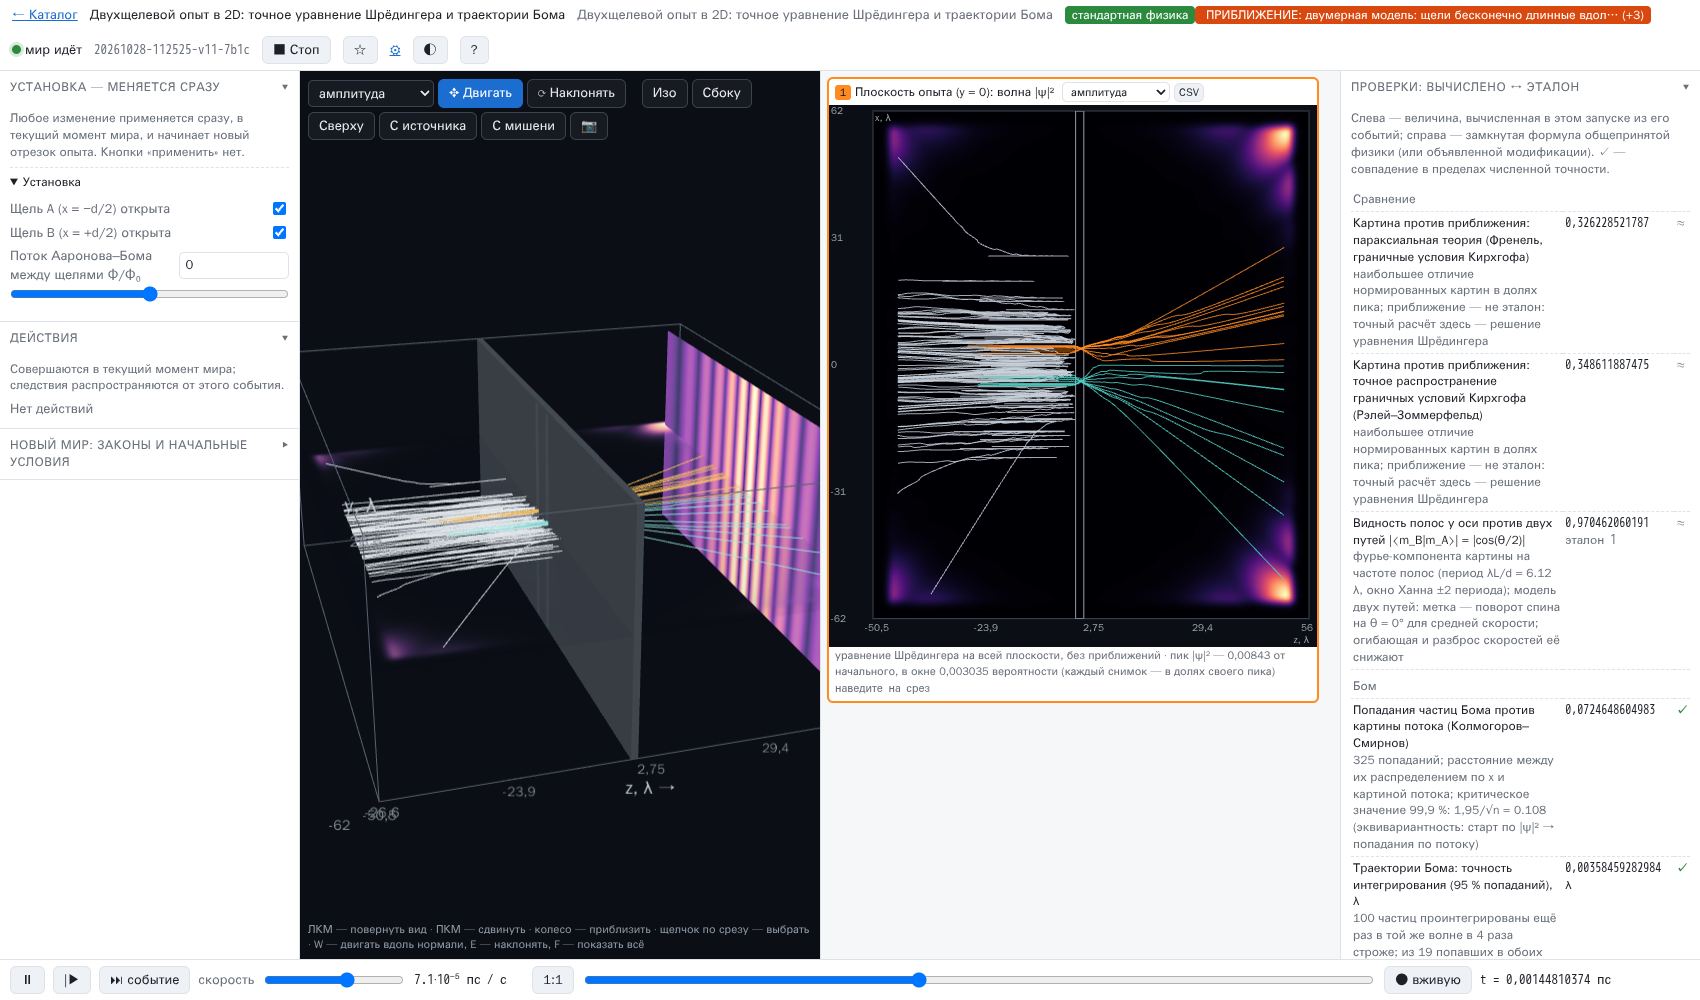 ← Каталог Двухщелевой опыт в 2D: точное уравнение Шрёдингера и траектории Бома Двухщелевой опыт в 2D: точное уравнение Шрёдингера и траектории Бома стандартная физика ПРИБЛИЖЕНИЕ: двумерная модель: щели бесконечно длинные вдол··· (+3)
мир идёт 20261028-112525-v11-7b1c ■ Стоп ☆ ⚙ ◐ ?
УСТАНОВКА — МЕНЯЕТСЯ СРАЗУ ▾
Любое изменение применяется сразу, в
текущий момент мира, и начинает новый
отрезок опыта. Кнопки «применить» нет.
▼ Установка
Щель A (x = −d/2) открыта
Щель B (x = +d/2) открыта
Поток Ааронова—Бома
между щелями Φ/Φ₀
0
ДЕЙСТВИЯ ▾
Совершаются в текущий момент мира;
следствия распространяются от этого события.
Нет действий
НОВЫЙ МИР: ЗАКОНЫ И НАЧАЛЬНЫЕ ▸
УСЛОВИЯ
амплитуда ✥ Двигать ⟳ Наклонять Изо Сбоку
Сверху С источника С мишени 📷
y, λ
-62
-23,9
2,75
z, λ →
29,4
ЛКМ — повернуть вид · ПКМ — сдвинуть · колесо — приблизить · щелчок по срезу — выбрать
· W — двигать вдоль нормали, E — наклонять, F — показать всё
1 Плоскость опыта (y = 0): волна |ψ|² амплитуда CSV
62
x, λ
31
0
-31
-62
-50,5 -23,9 2,75 29,4 56
z, λ
уравнение Шрёдингера на всей плоскости, без приближений · пик |ψ|² — 0,00843 от
начального, в окне 0,003035 вероятности (каждый снимок — в долях своего пика)
наведите на срез
ПРОВЕРКИ: ВЫЧИСЛЕНО ↔ ЭТАЛОН ▾
Слева — величина, вычисленная в этом запуске из его
событий; справа — замкнутая формула общепринятой
физики (или объявленной модификации). ✓ —
совпадение в пределах численной точности.
Сравнение
Картина против приближения: 0,326228521787 ≈
параксиальная теория (Френель,
граничные условия Кирхгофа)
наибольшее отличие
нормированных картин в долях
пика; приближение — не эталон:
точный расчёт здесь — решение
уравнения Шрёдингера
Картина против приближения: 0,348611887475 ≈
точное распространение
граничных условий Кирхгофа
(Рэлей—Зоммерфельд)
наибольшее отличие
нормированных картин в долях
пика; приближение — не эталон:
точный расчёт здесь — решение
уравнения Шрёдингера
Видность полос у оси против двух 0,970462060191 ≈
путей |⟨m_B|m_A⟩| = |cos(θ/2)| эталон 1
фурье-компонента картины на
частоте полос (период λL/d = 6.12
λ, окно Ханна ±2 периода); модель
двух путей: метка — поворот спина
на θ = 0° для средней скорости;
огибающая и разброс скоростей её
снижают
Бом
Попадания частиц Бома против 0,0724648604983 ✓
картины потока (Колмогоров—
Смирнов)
325 попаданий; расстояние между
их распределением по x и
картиной потока; критическое
значение 99,9 %: 1,95/√n = 0.108
(эквивариантность: старт по |ψ|² →
попадания по потоку)
Траектории Бома: точность 0,00358459282984 ✓
интегрирования (95 % попаданий), λ
λ
100 частиц проинтегрированы ещё
раз в той же волне в 4 раза
строже; из 19 попавших в обоих
⏸ |▶ ⏭ событие скорость 7.1·10⁻⁵ пс / с 1:1 ● вживую t = 0,00144810374 пс